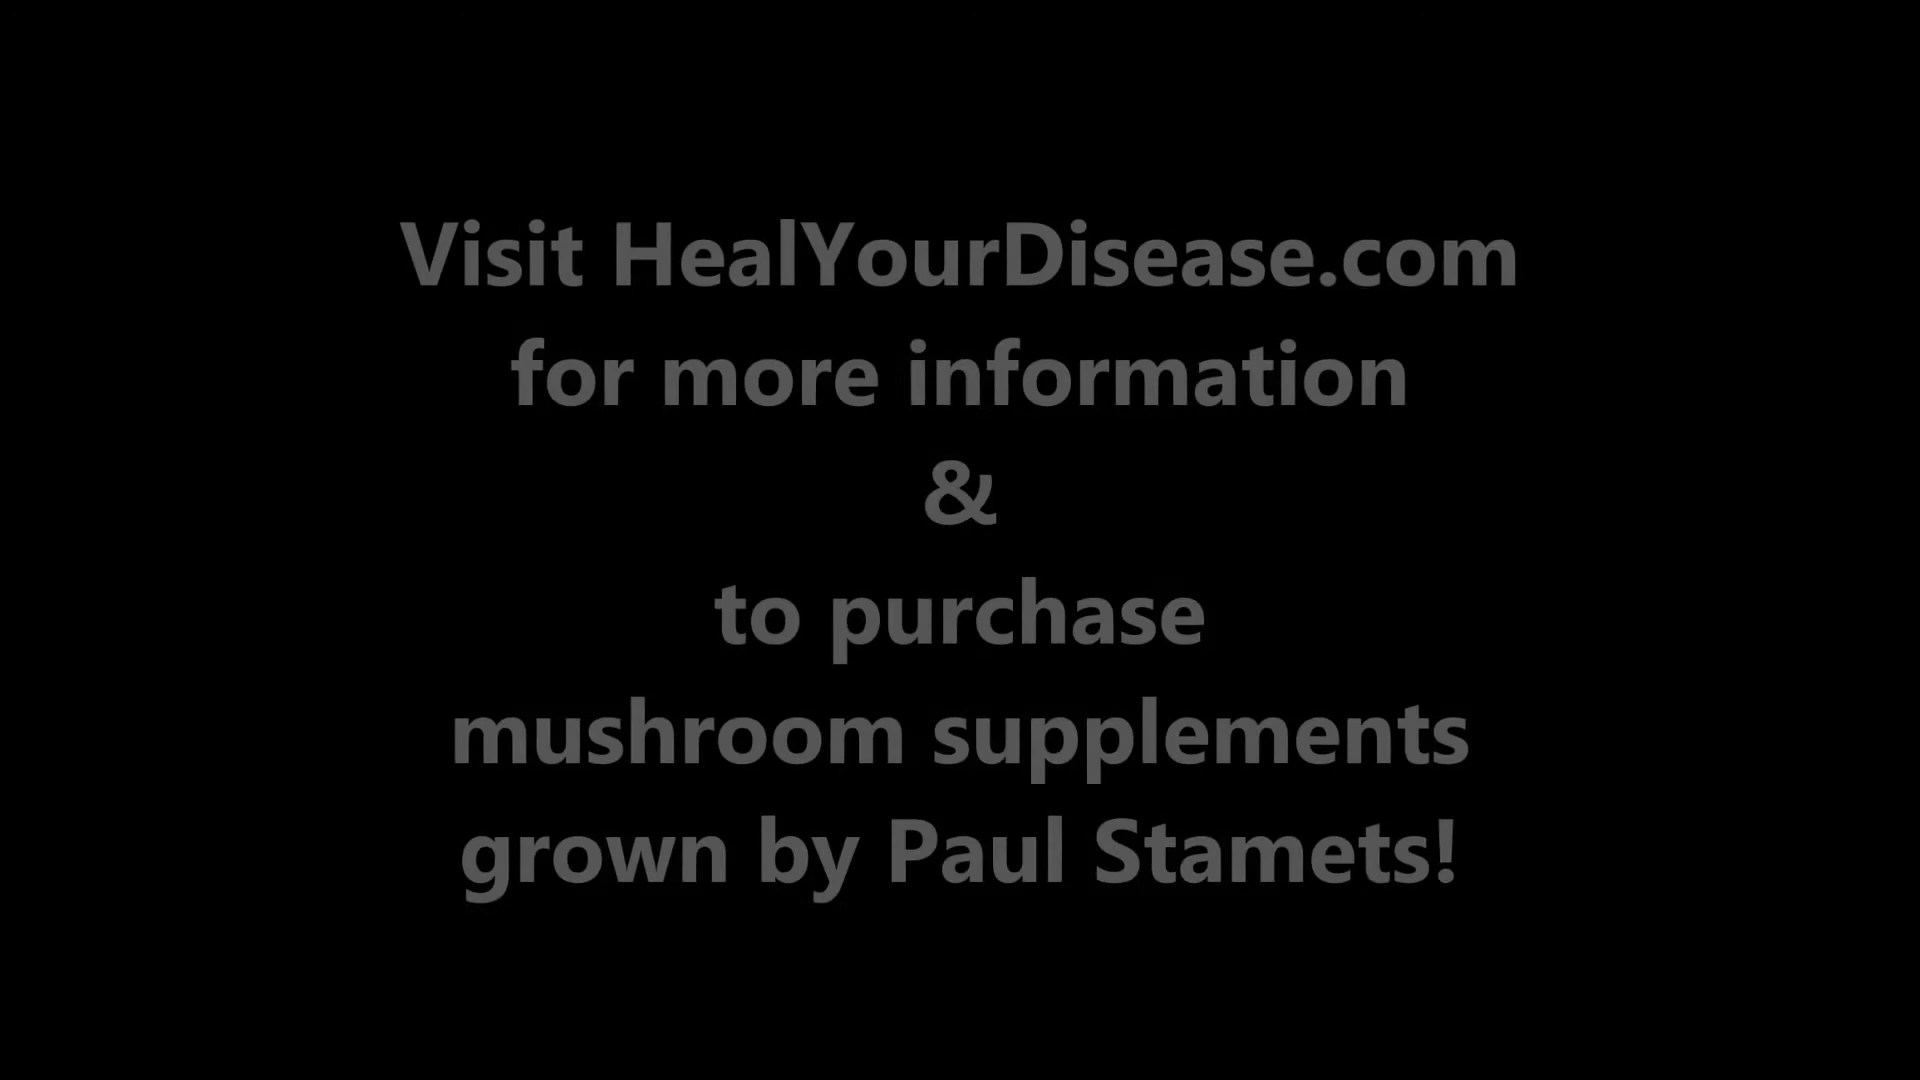 Visit HealYourDisease.com
for more information
&
to purchase
mushroom supplements
grown by Paul Stamets!